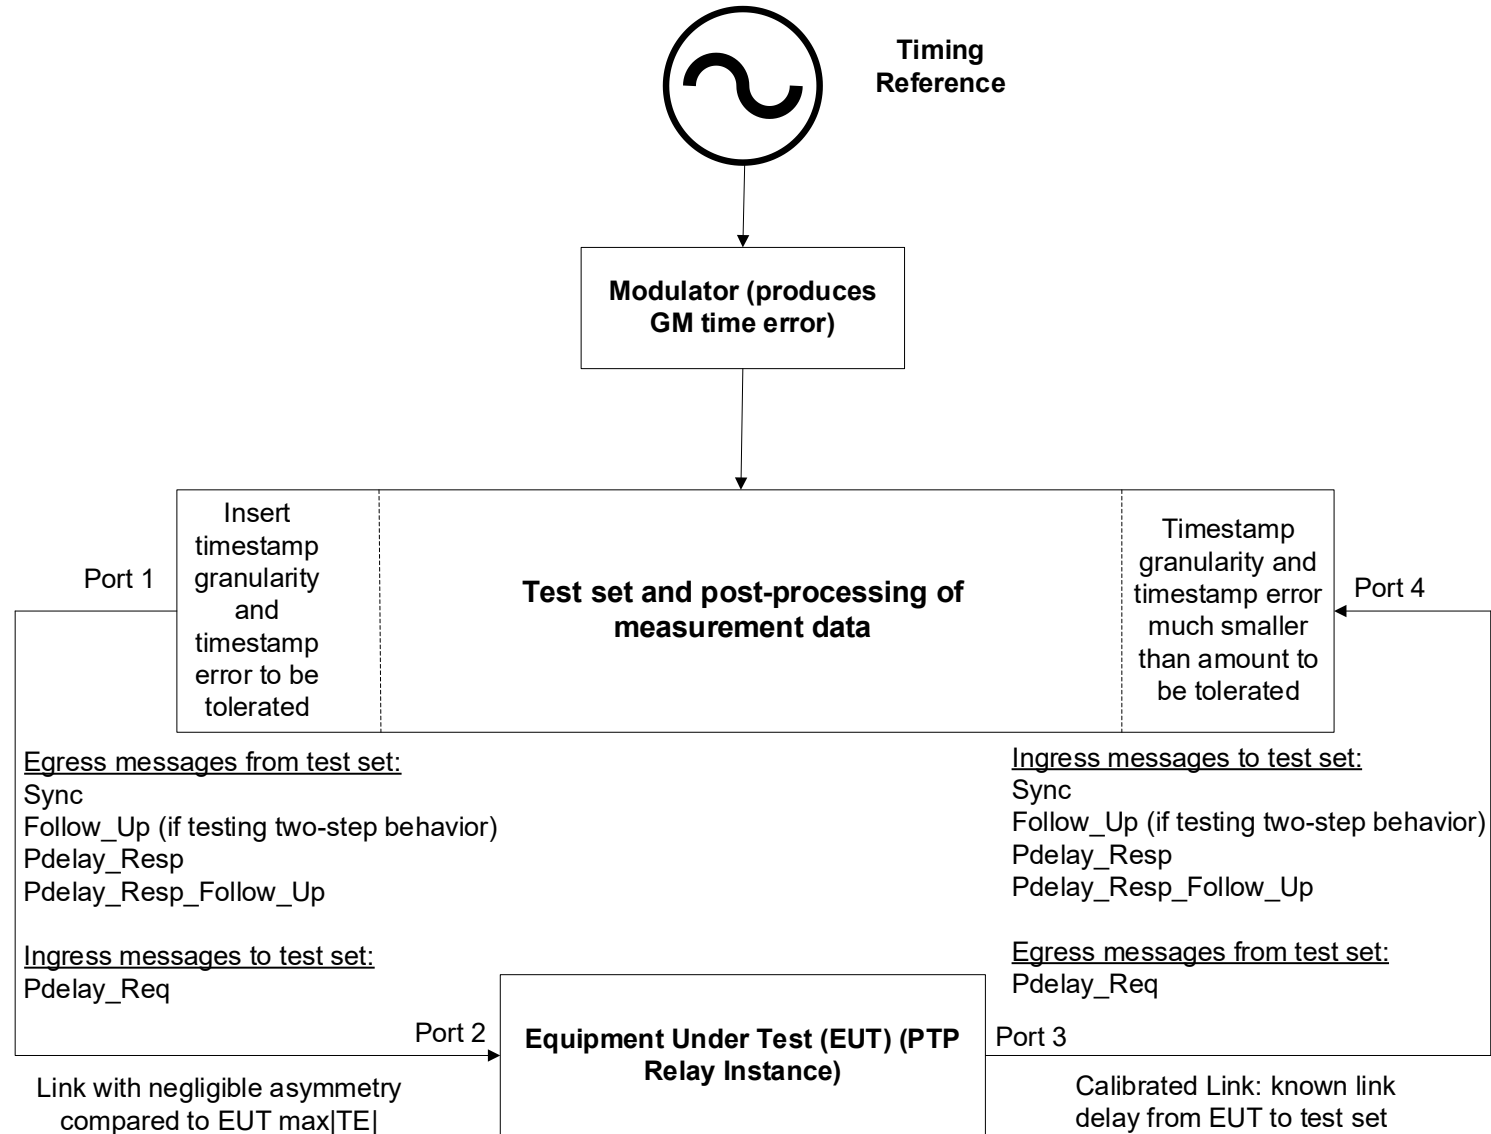 Timing
Reference
Modulator (produces
GM time error)
Insert
timestamp
granularity
and
timestamp
error to be
tolerated
Test set and post-processing of
measurement data
Timestamp
granularity and
timestamp error
much smaller
than amount to
be tolerated
Port 1
Port 4
Egress messages from test set:
Sync
Follow_Up (if testing two-step behavior)
Pdelay_Resp
Pdelay_Resp_Follow_Up
Ingress messages to test set:
Pdelay_Req
Ingress messages to test set:
Sync
Follow_Up (if testing two-step behavior)
Pdelay_Resp
Pdelay_Resp_Follow_Up
Egress messages from test set:
Pdelay_Req
Port 2
Equipment Under Test (EUT) (PTP
Relay Instance)
Port 3
Link with negligible asymmetry
compared to EUT max|TE|
Calibrated Link: known link
delay from EUT to test set